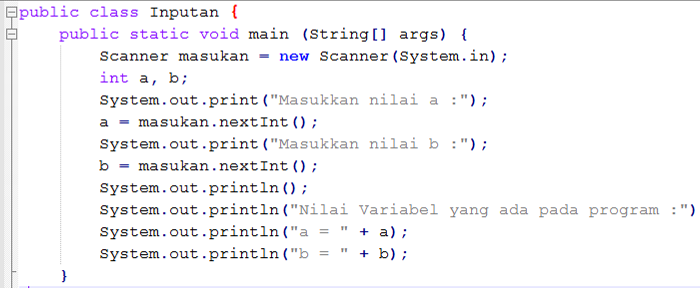 public class Inputan {
public static void main (String[] args) {
Scanner masukan = new Scanner(System.in);
int a, b;
System.out.print("Masukkan nilai a :");
a = masukan.nextInt();
System.out.print("Masukkan nilai b :");
b = masukan.nextInt();
System.out.println();
System.out.println("Nilai Variabel yang ada pada program :")
System.out.println("a = " + a);
System.out.println("b = " + b);
}